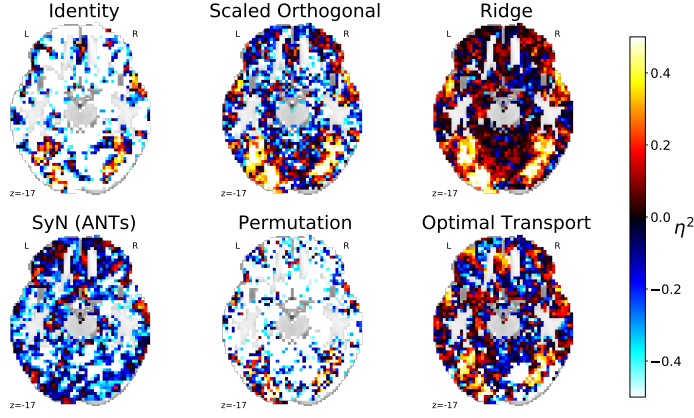 Identity
Scaled Orthogonal
Ridge
L R
L R
L R
z=-17
z=-17
z=-17
SyN (ANTs)
Permutation
Optimal Transport
L R
L R
L R
z=-17
z=-17
z=-17
0.4
0.2
0.0
η²
−0.2
−0.4